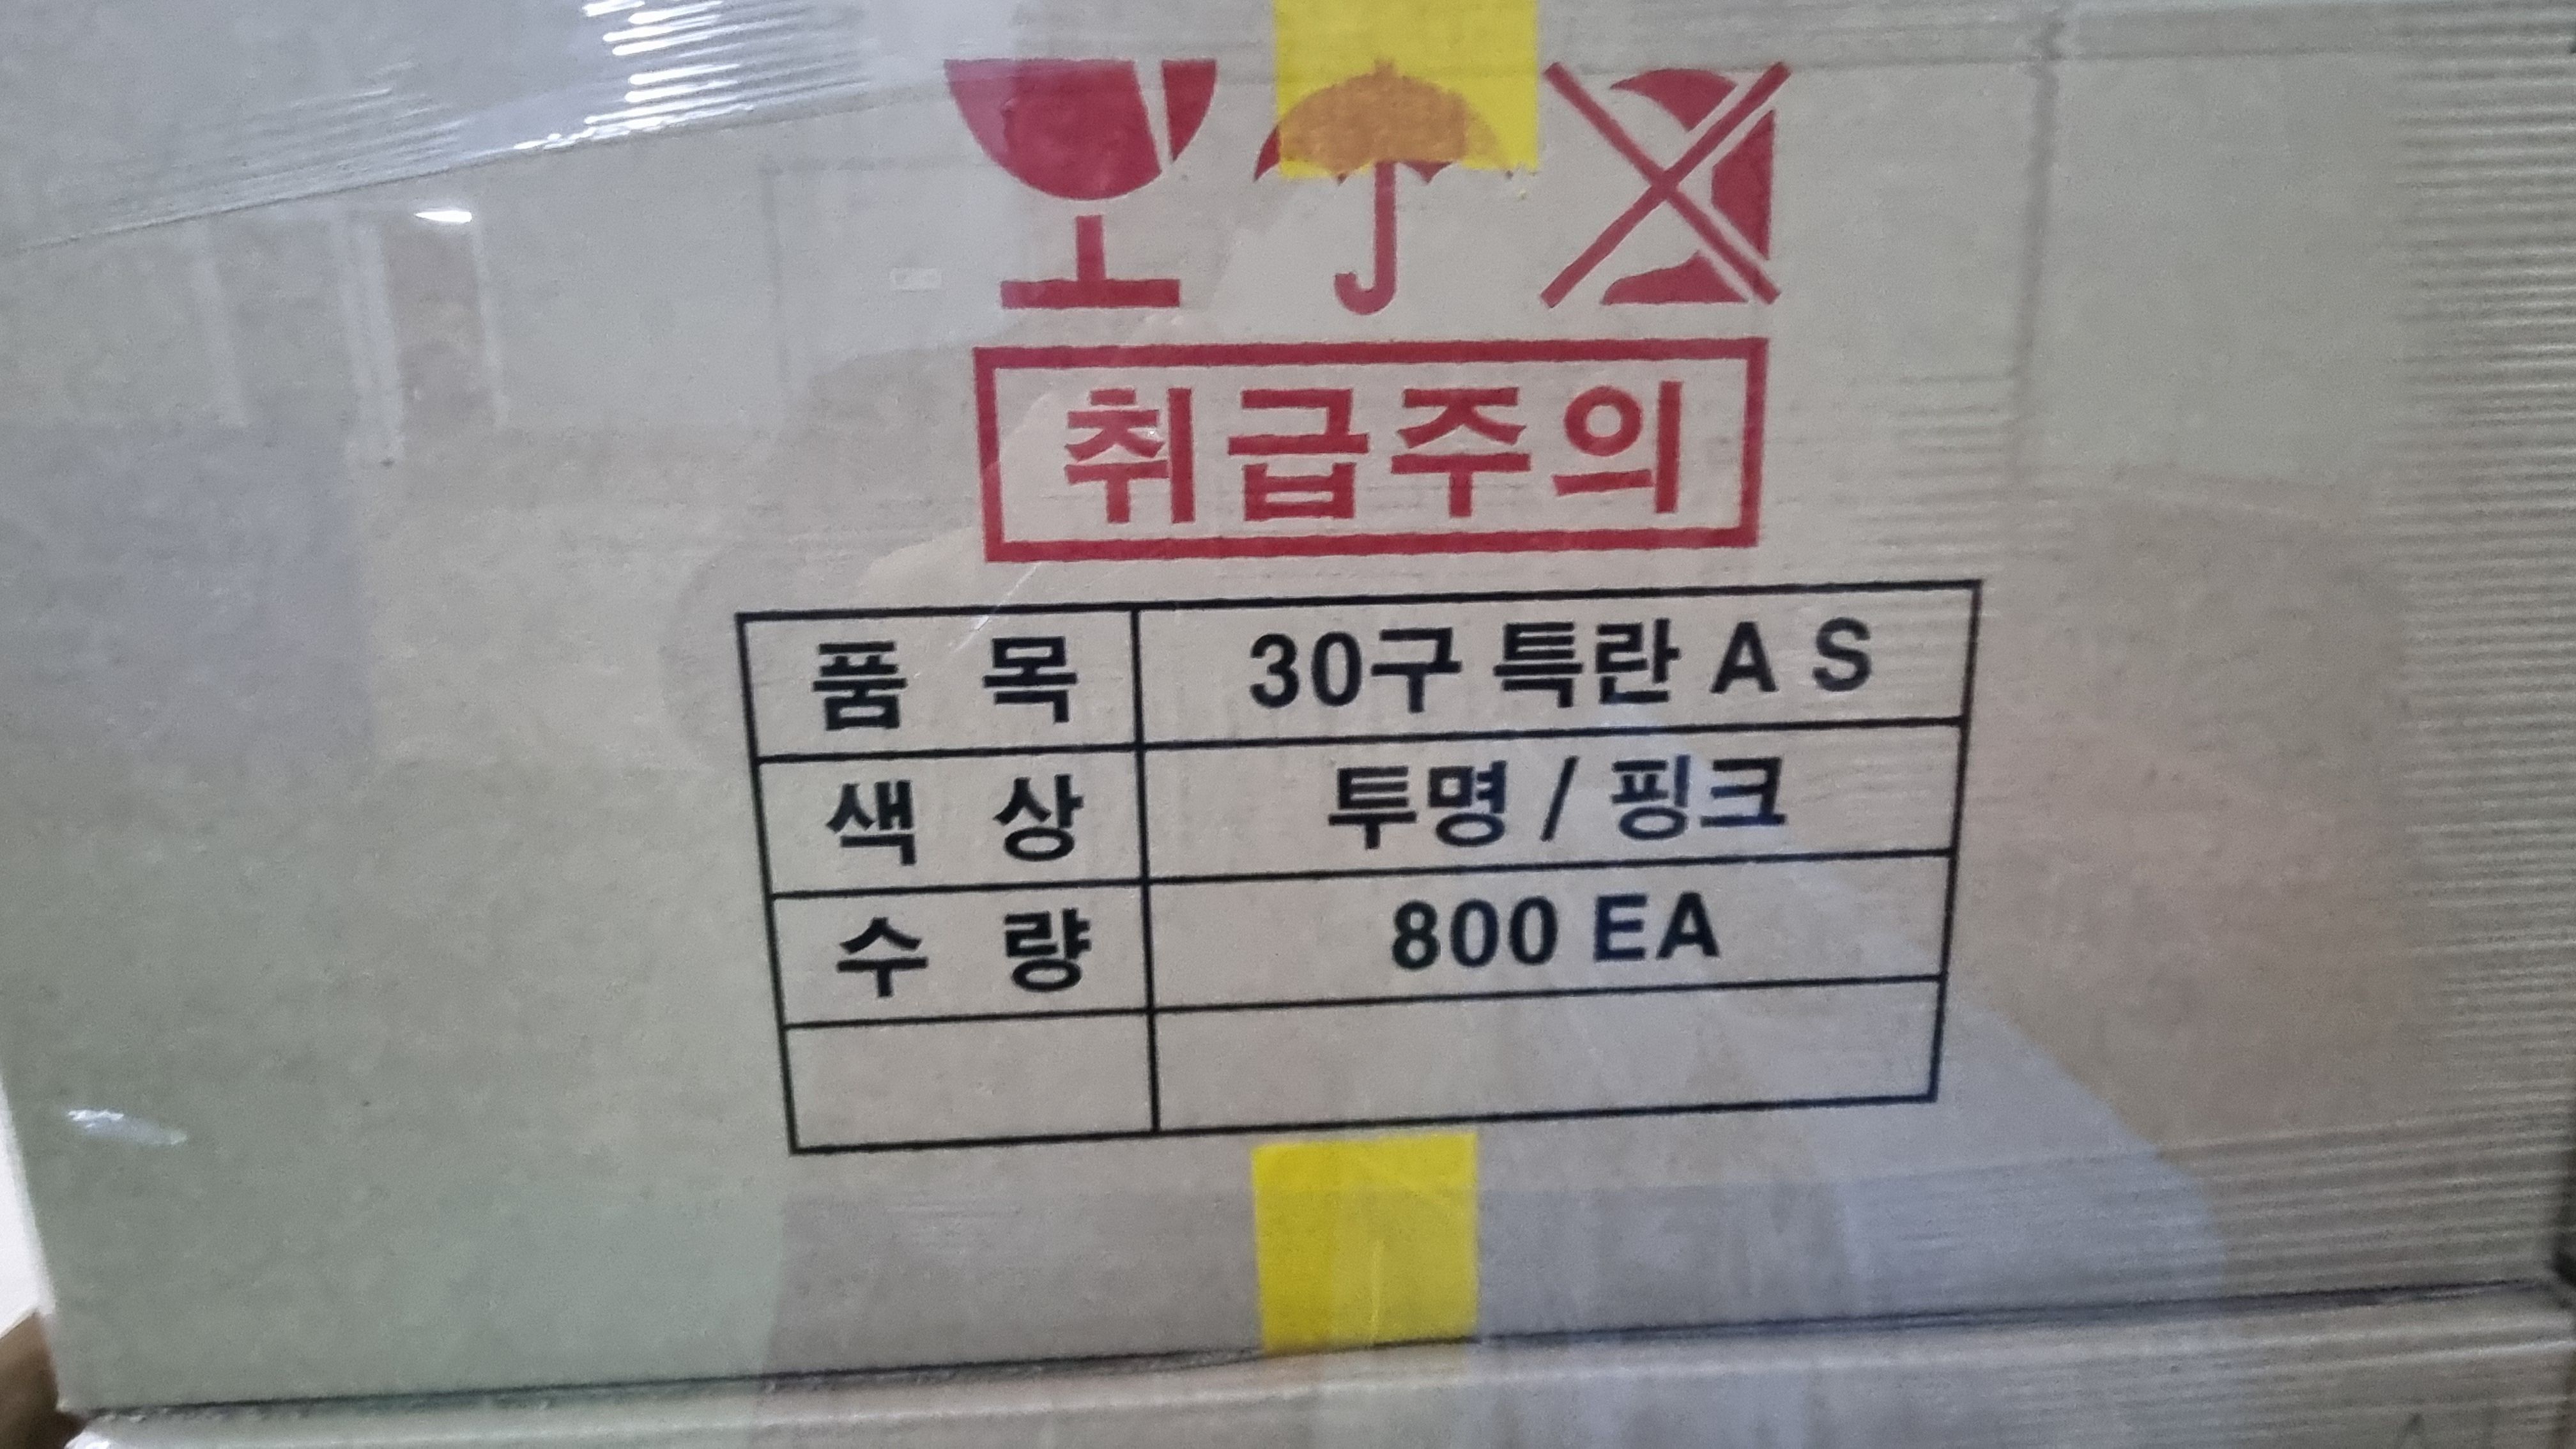 취급주의
품 목 30구 특란 A S
색 상 투명 / 핑크
수 량 800 EA